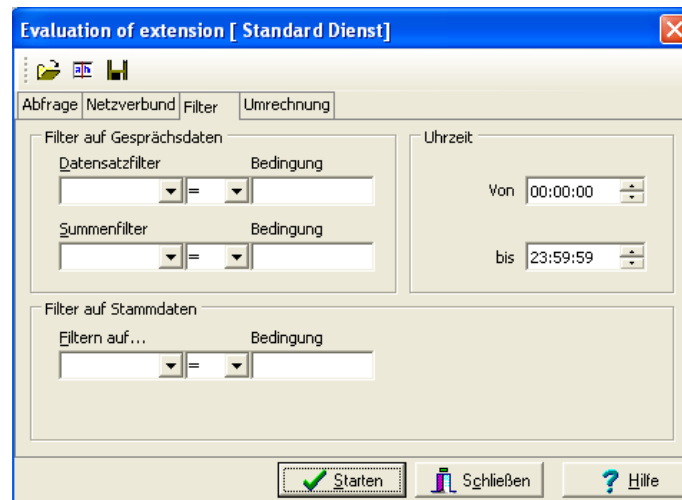 Evaluation of extension [ Standard Dienst]
Abfrage Netzverbund Filter Umrechnung
Filter auf Gesprächsdaten
Datensatzfilter Bedingung
=
Summenfilter Bedingung
=
Uhrzeit
Von 00:00:00
bis 23:59:59
Filter auf Stammdaten
Filtern auf... Bedingung
=
Starten Schließen Hilfe